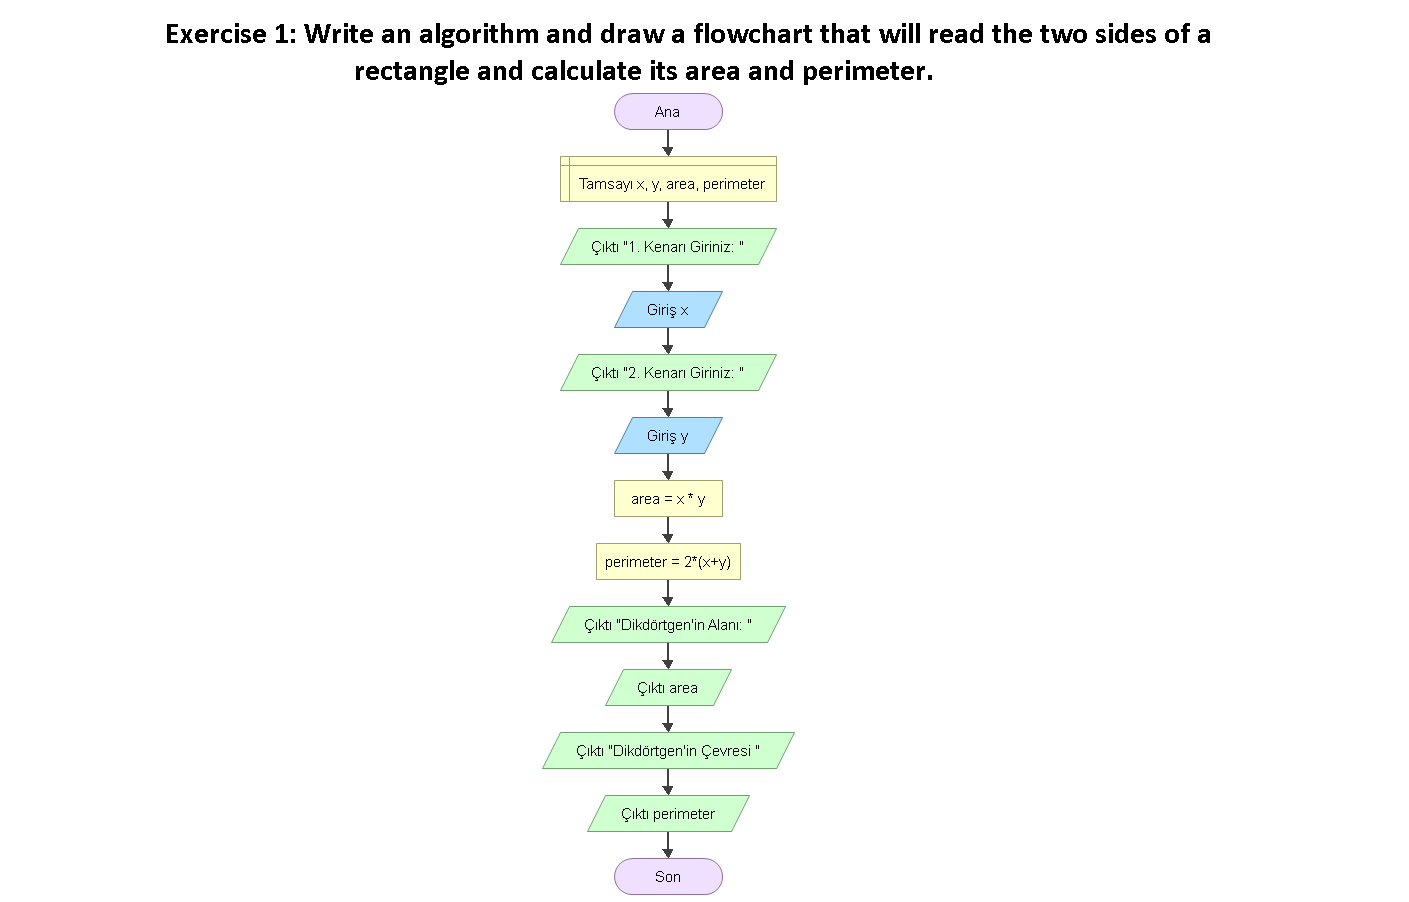 Exercise 1: Write an algorithm and draw a flowchart that will read the two sides of a
rectangle and calculate its area and perimeter.
Ana
Tamsayı x, y, area, perimeter
Çıktı "1. Kenarı Giriniz: "
Giriş x
Çıktı "2. Kenarı Giriniz: "
Giriş y
area = x * y
perimeter = 2*(x+y)
Çıktı "Dikdörtgen'in Alanı: "
Çıktı area
Çıktı "Dikdörtgen'in Çevresi "
Çıktı perimeter
Son